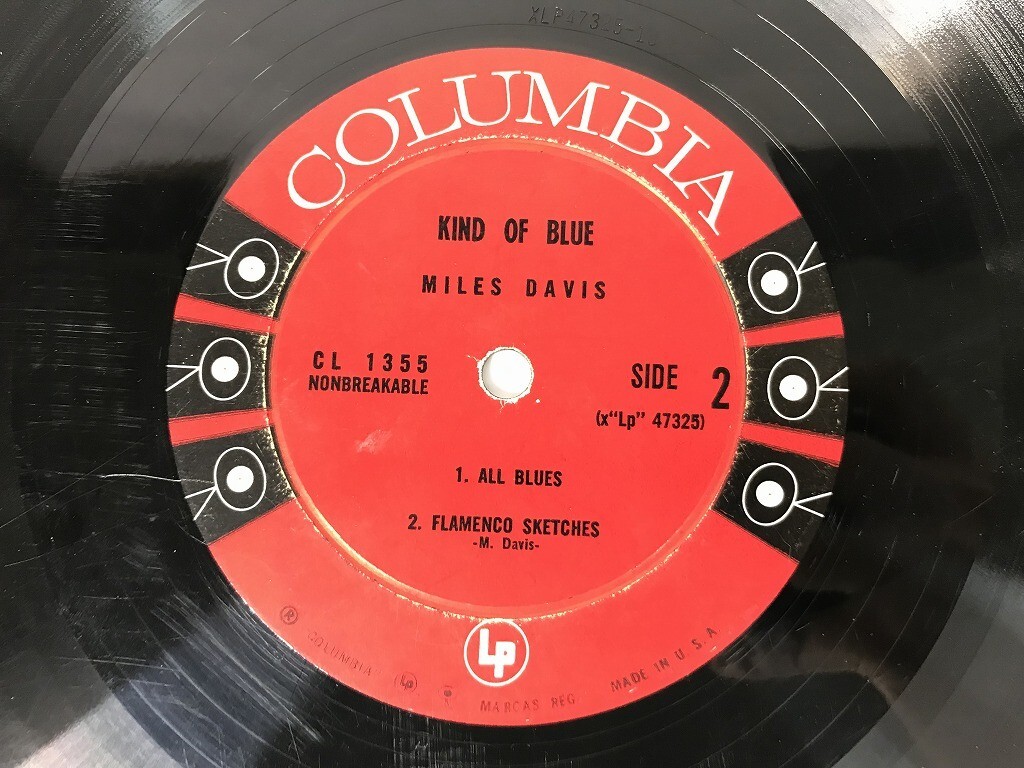 COLUMBIA
KIND OF BLUE
MILES DAVIS
CL 1355
NONBREAKABLE
SIDE 2
(x"Lp" 47325)
1. ALL BLUES
2. FLAMENCO SKETCHES
-M. Davis-
Lp
® COLUMBIA Lp MARCAS REG MADE IN U.S.A